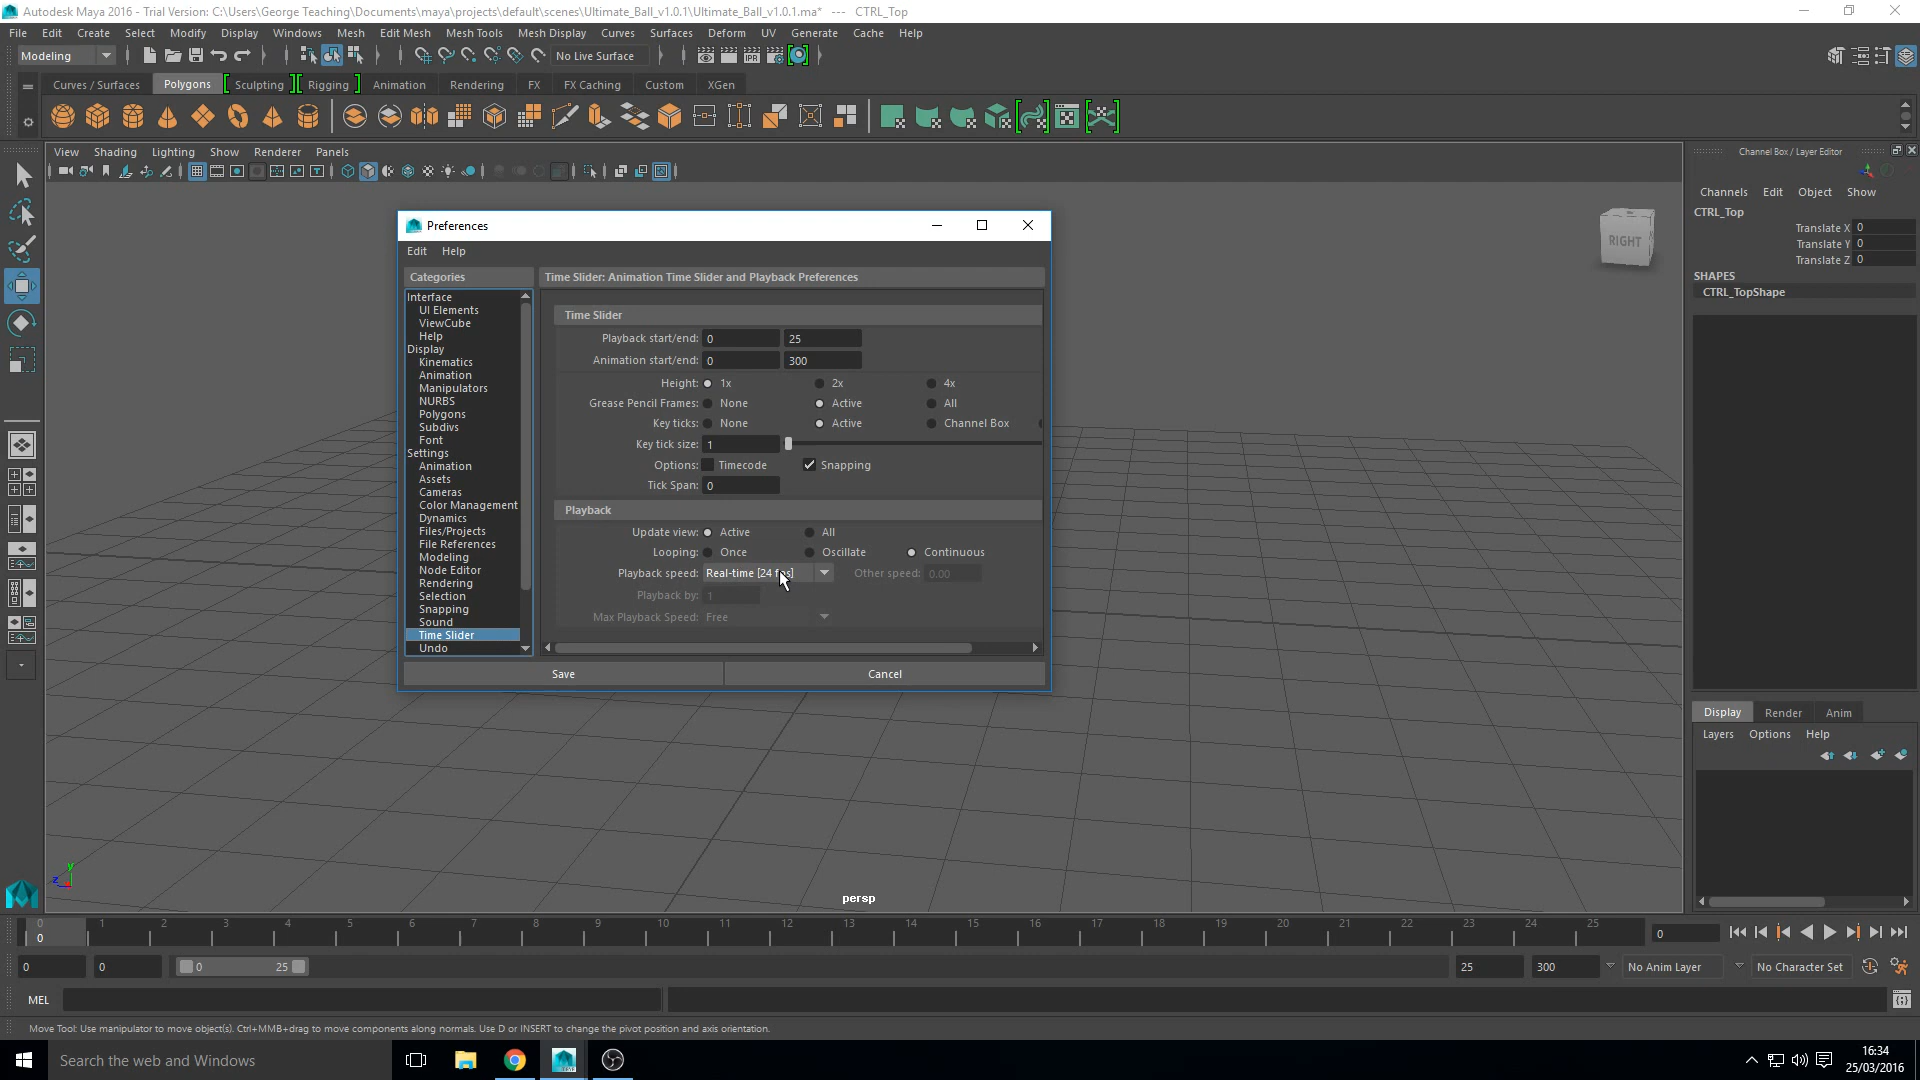 Autodesk Maya 2016 - Trial Version: C:\Users\George Teaching\Documents\maya\projects\default\scenes\Ultimate_Ball_v1.0.1\Ultimate_Ball_v1.0.1.ma* --- CTRL_Top
File Edit Create Select Modify Display Windows Mesh Edit Mesh Mesh Tools Mesh Display Curves Surfaces Deform UV Generate Cache Help
Modeling No Live Surface
Curves / Surfaces Polygons Sculpting Rigging Animation Rendering FX FX Caching Custom XGen
View Shading Lighting Show Renderer Panels
Channel Box / Layer Editor
Channels Edit Object Show
CTRL_Top
Translate X 0
Translate Y 0
Translate Z 0
SHAPES
CTRL_TopShape
RIGHT
Preferences
Edit Help
Categories
Interface
UI Elements
ViewCube
Help
Display
Kinematics
Animation
Manipulators
NURBS
Polygons
Subdivs
Font
Settings
Animation
Assets
Cameras
Color Management
Dynamics
Files/Projects
File References
Modeling
Node Editor
Rendering
Selection
Snapping
Sound
Time Slider
Undo
Time Slider: Animation Time Slider and Playback Preferences
Time Slider
Playback start/end: 0 25
Animation start/end: 0 300
Height: 1x 2x 4x
Grease Pencil Frames: None Active All
Key ticks: None Active Channel Box
Key tick size: 1
Options: Timecode Snapping
Tick Span: 0
Playback
Update view: Active All
Looping: Once Oscillate Continuous
Playback speed: Real-time [24 fps] Other speed: 0.00
Playback by: 1
Max Playback Speed: Free
Save Cancel
Display Render Anim
Layers Options Help
persp
y
z
0 1 2 3 4 5 6 7 8 9 10 11 12 13 14 15 16 17 18 19 20 21 22 23 24 25
0 0
0 0 0 25 25 300 No Anim Layer No Character Set
MEL
Move Tool: Use manipulator to move object(s). Ctrl+MMB+drag to move components along normals. Use D or INSERT to change the pivot position and axis orientation.
Search the web and Windows
16:34
25/03/2016